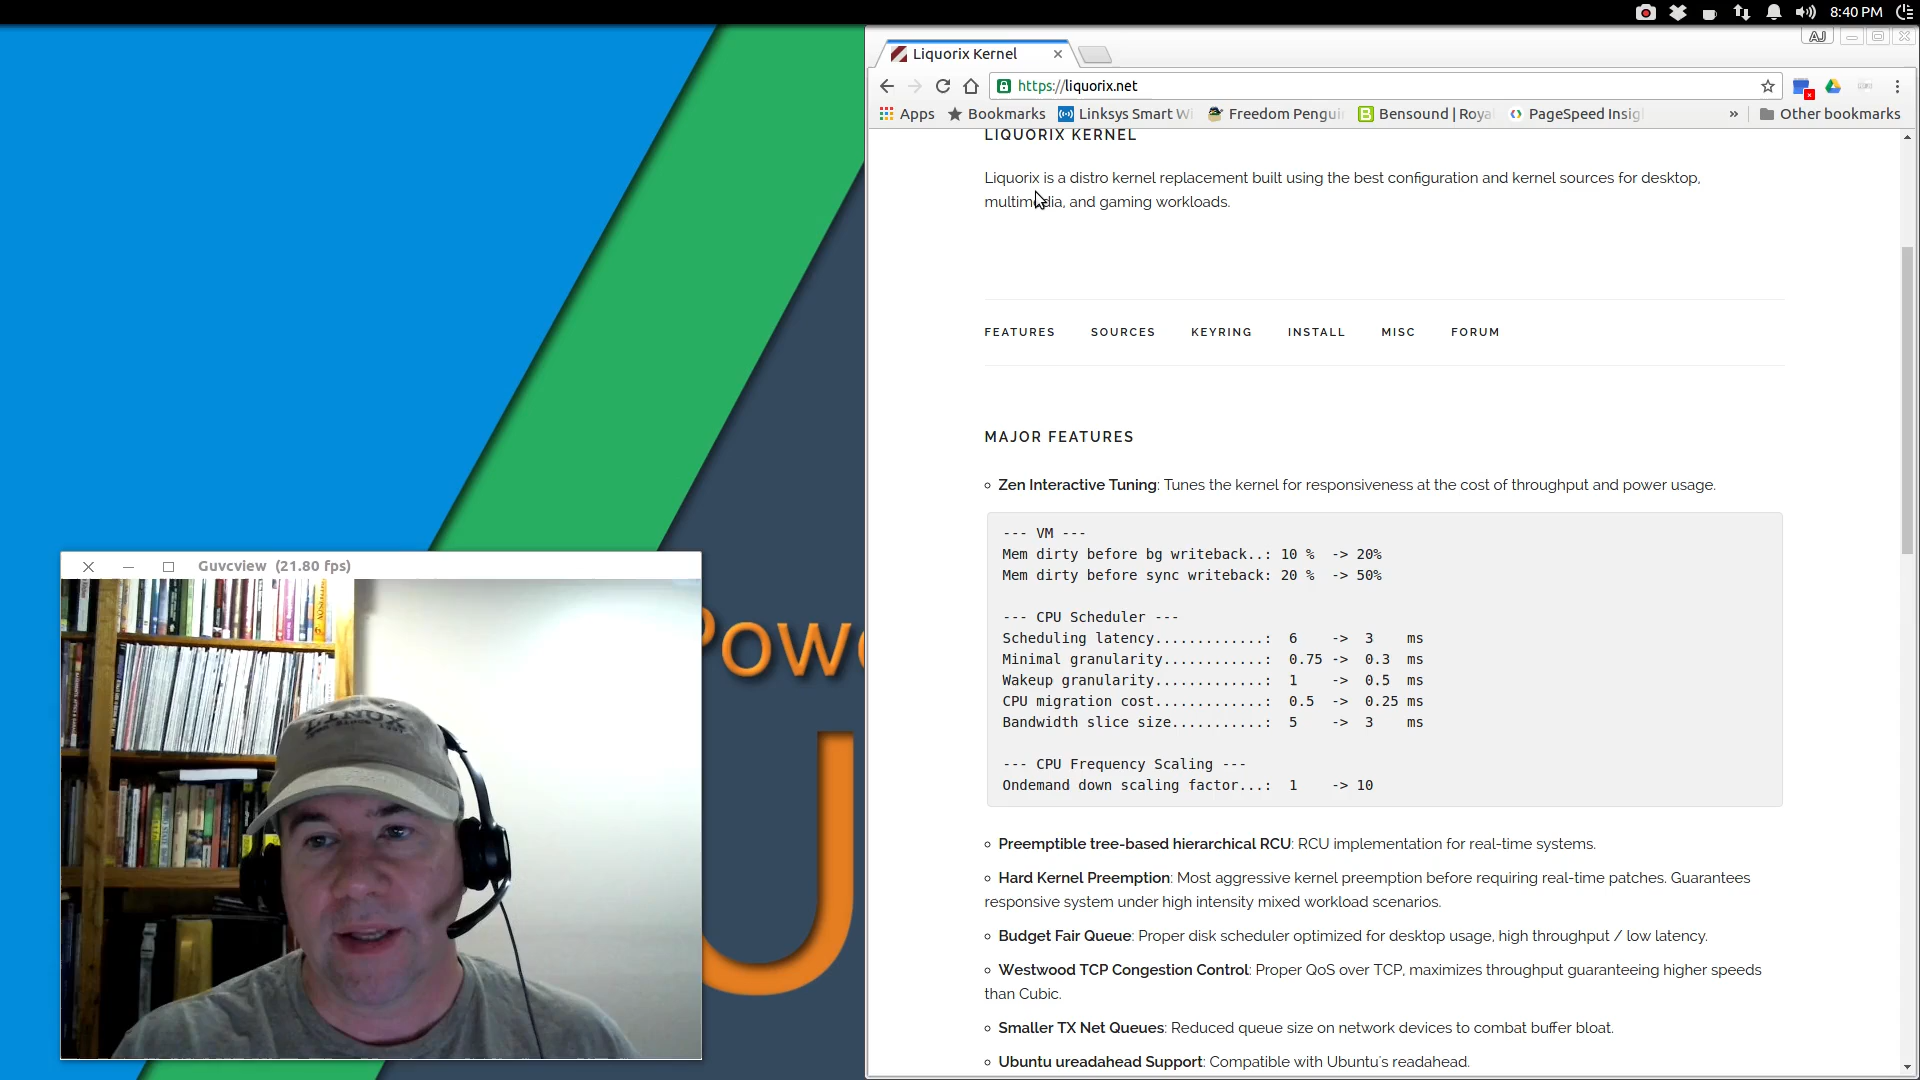 8:40 PM
AJ
Liquorix Kernel
https://liquorix.net
Apps
Bookmarks
Linksys Smart Wi
Freedom Pengui
Bensound | Roya
PageSpeed Insig
»
Other bookmarks
LIQUORIX KERNEL
Liquorix is a distro kernel replacement built using the best configuration and kernel sources for desktop,
multimedia, and gaming workloads.
FEATURES SOURCES KEYRING INSTALL MISC FORUM
MAJOR FEATURES
Zen Interactive Tuning: Tunes the kernel for responsiveness at the cost of throughput and power usage.
--- VM ---
Mem dirty before bg writeback..: 10 % -> 20%
Mem dirty before sync writeback: 20 % -> 50%
--- CPU Scheduler ---
Scheduling latency.............: 6 -> 3 ms
Minimal granularity............: 0.75 -> 0.3 ms
Wakeup granularity.............: 1 -> 0.5 ms
CPU migration cost.............: 0.5 -> 0.25 ms
Bandwidth slice size...........: 5 -> 3 ms
--- CPU Frequency Scaling ---
Ondemand down scaling factor...: 1 -> 10
Preemptible tree-based hierarchical RCU: RCU implementation for real-time systems.
Hard Kernel Preemption: Most aggressive kernel preemption before requiring real-time patches. Guarantees
responsive system under high intensity mixed workload scenarios.
Budget Fair Queue: Proper disk scheduler optimized for desktop usage, high throughput / low latency.
Westwood TCP Congestion Control: Proper QoS over TCP, maximizes throughput guaranteeing higher speeds
than Cubic.
Smaller TX Net Queues: Reduced queue size on network devices to combat buffer bloat.
Ubuntu ureadahead Support: Compatible with Ubuntu's readahead.
Guvcview (21.80 fps)
LINUX
Powe
U